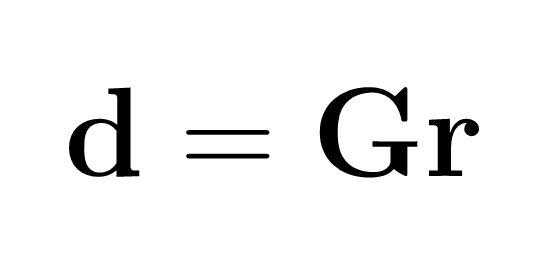 d = Gr